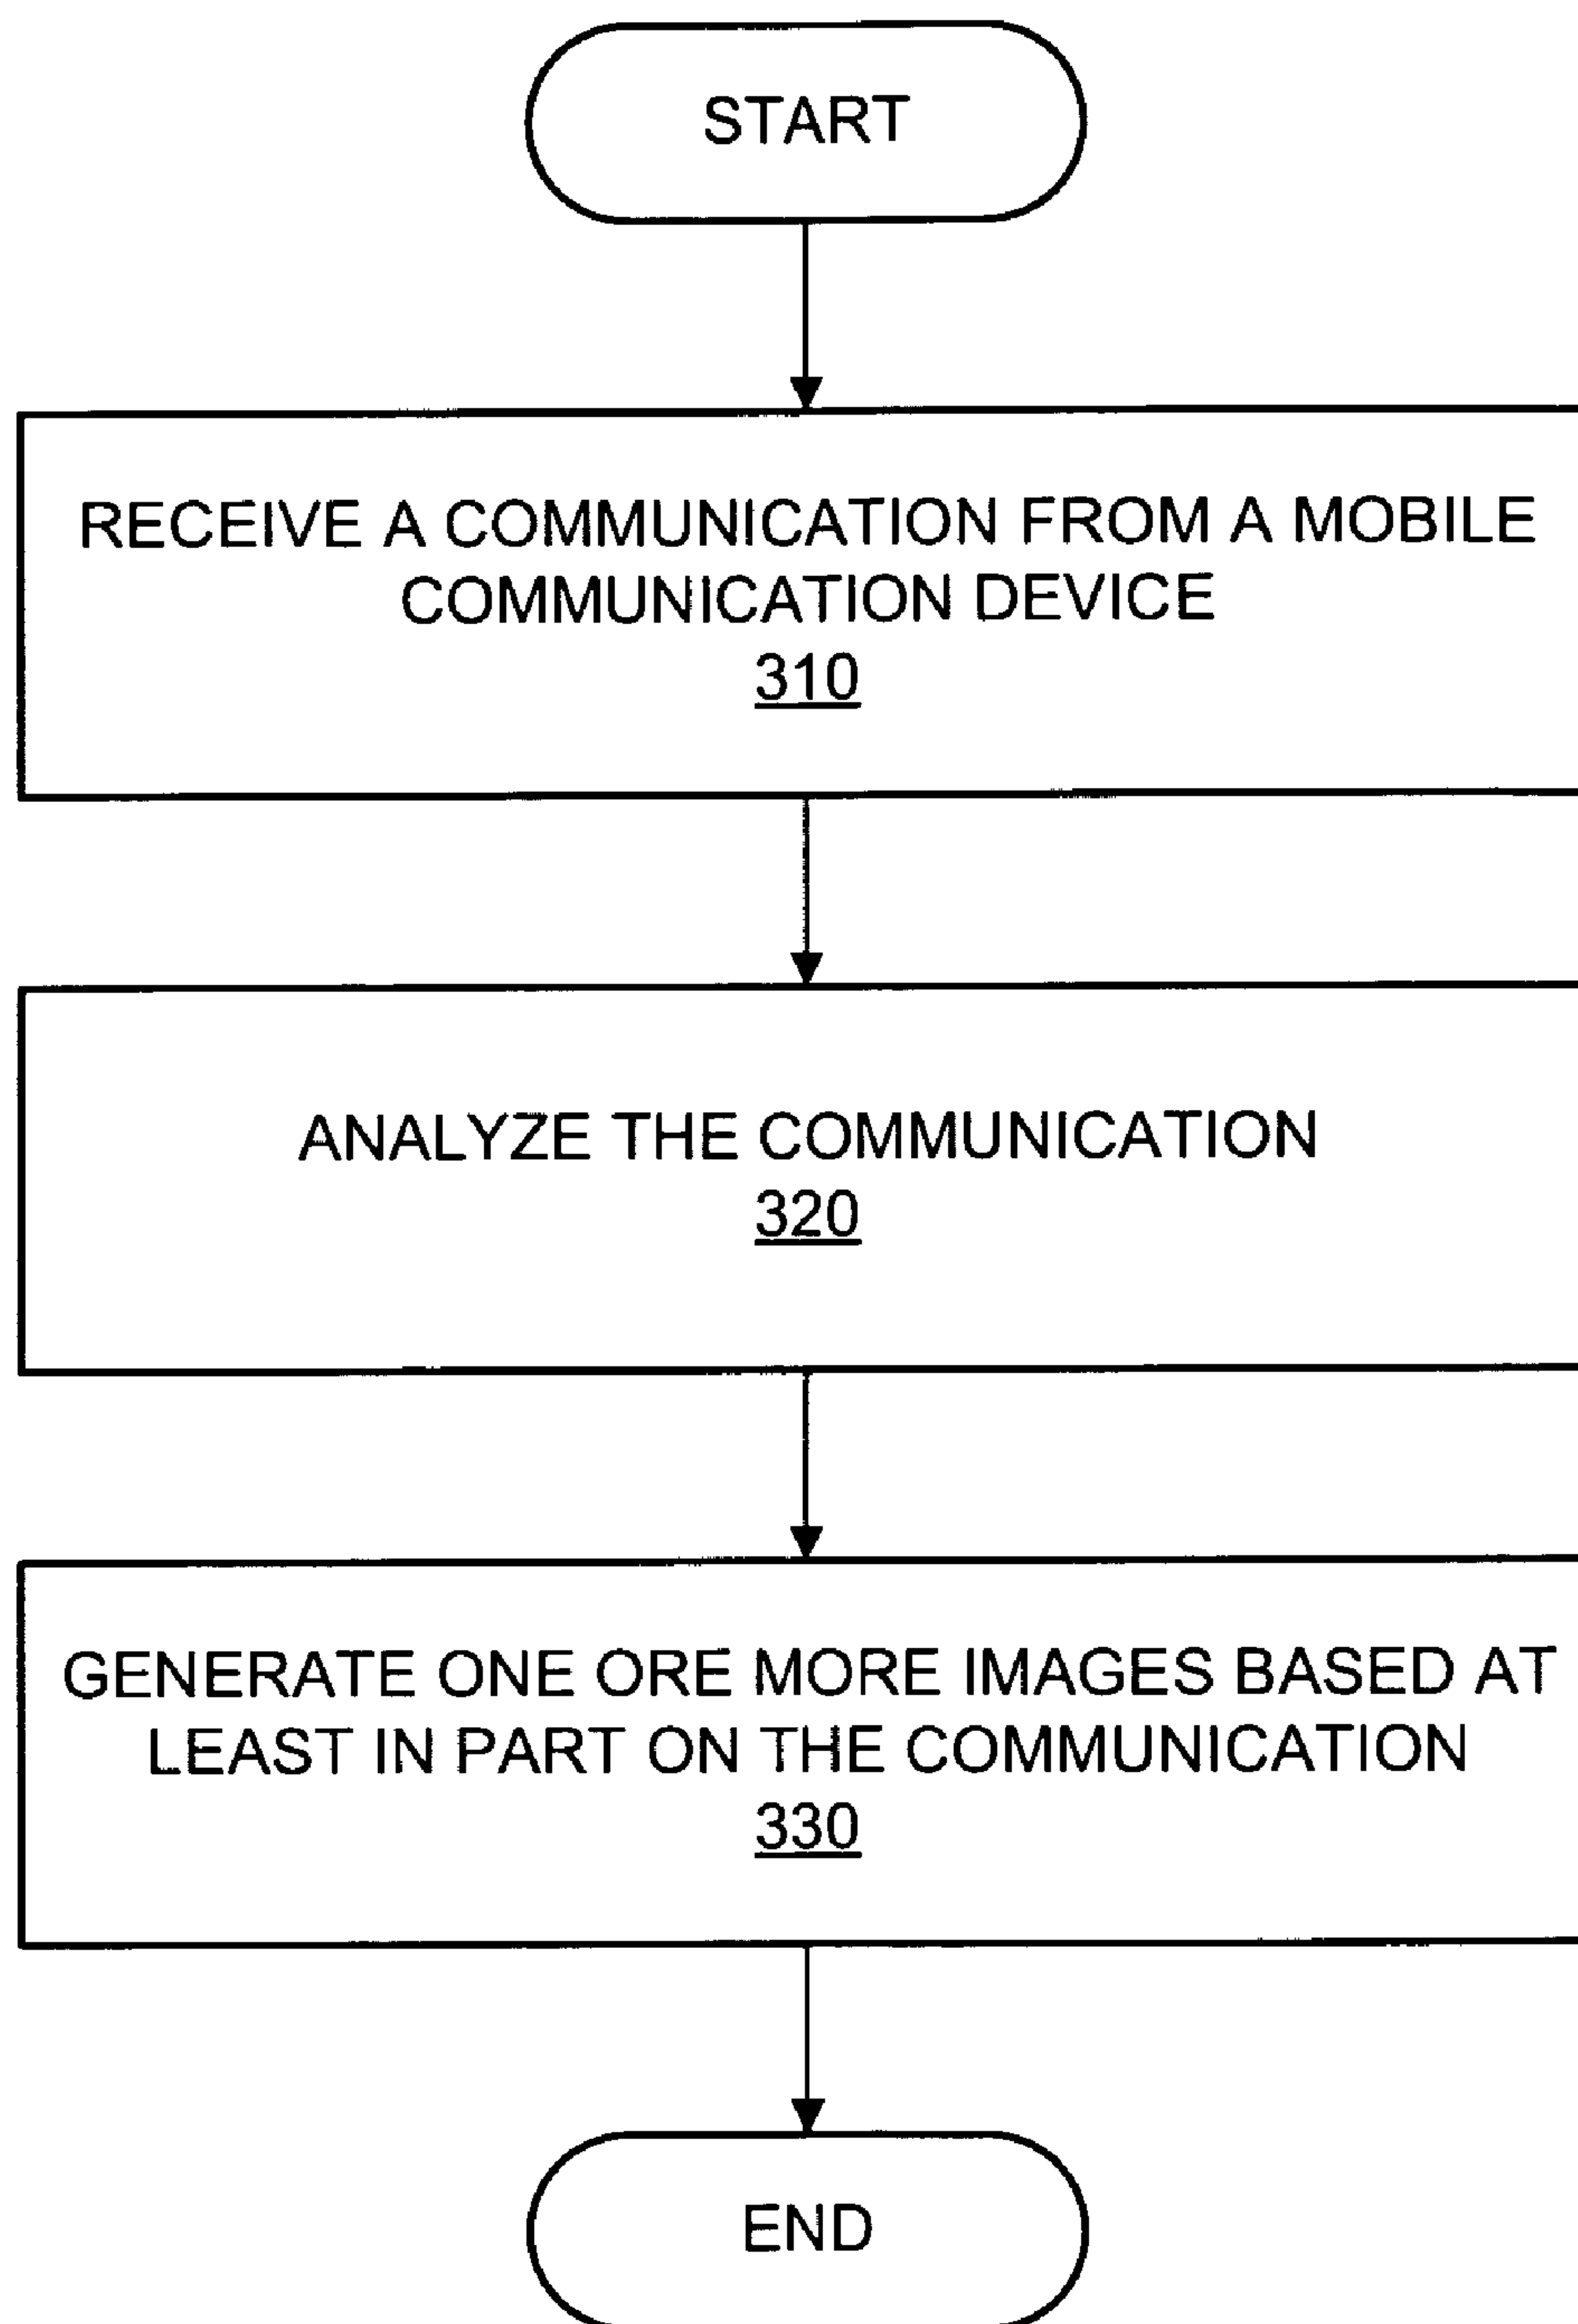 START
RECEIVE A COMMUNICATION FROM A MOBILE
COMMUNICATION DEVICE
310
ANALYZE THE COMMUNICATION
320
GENERATE ONE ORE MORE IMAGES BASED AT
LEAST IN PART ON THE COMMUNICATION
330
END